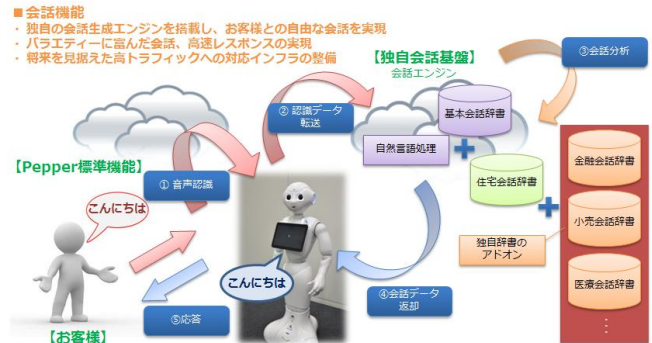 ■会話機能
・ 独自の会話生成エンジンを搭載し、お客様との自由な会話を実現
・ バラエティーに富んだ会話、高速レスポンスの実現
・ 将来を見据えた高トラフィックへの対応インフラの整備
【独自会話基盤】
会話エンジン
③会話分析
② 認識データ
転送
基本会話辞書
自然言語処理
【Pepper標準機能】
① 音声認識
金融会話辞書
住宅会話辞書
こんにちは
小売会話辞書
独自辞書の
アドオン
こんにちは
医療会話辞書
④会話データ
返却
⑤応答
【お客様】